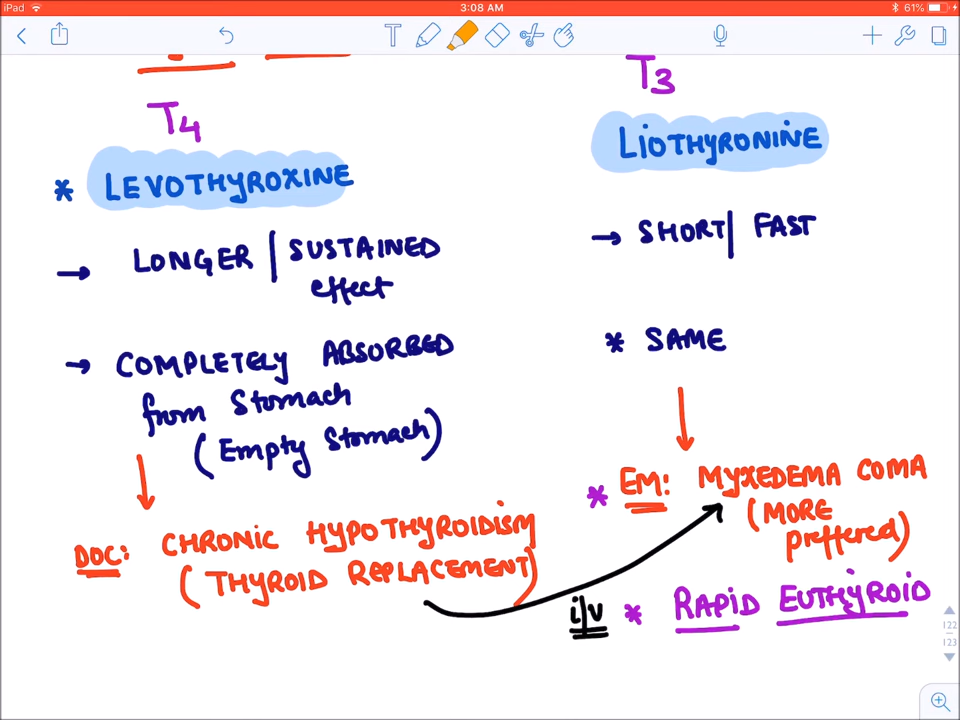 iPad
3:08 AM
61%
T
T4
* LEVOTHYROXINE
→ LONGER | SUSTAINED
effect
→ COMPLETELY ABSORBED
from Stomach
(Empty Stomach)
DOC: CHRONIC HYPOTHYROIDISM
(THYROID REPLACEMENT)
T3
LIOTHYRONINE
→ SHORT | FAST
* SAME
* EM: MYXEDEMA COMA
(MORE
preffered)
i/v * RAPID EUTHYROID
122
123